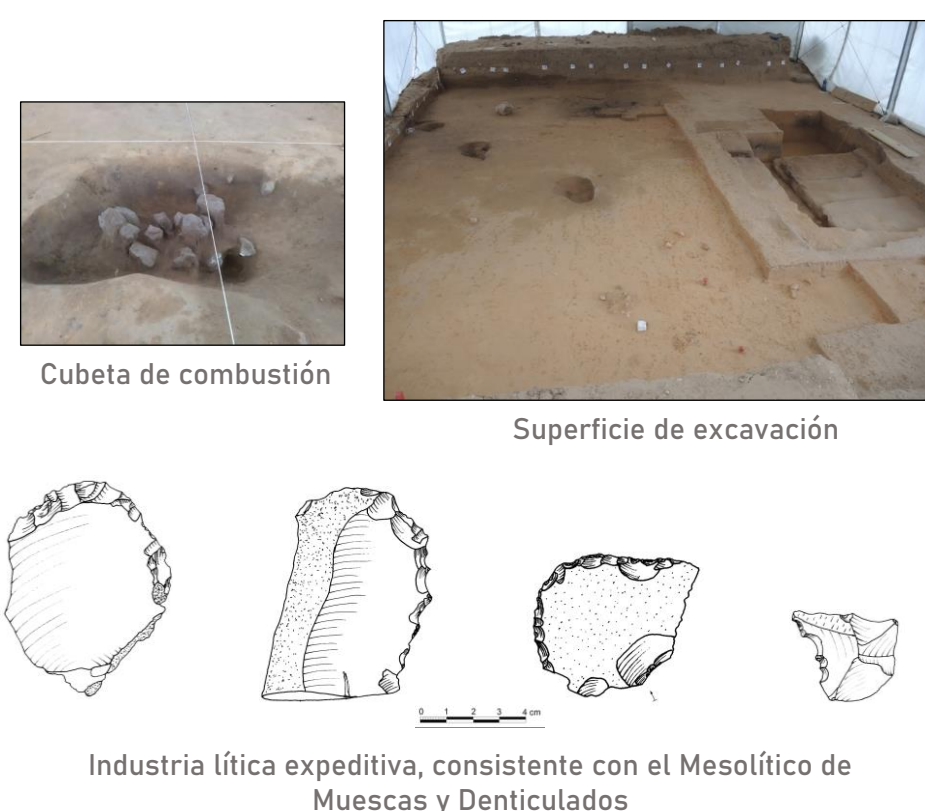 Cubeta de combustión
Superficie de excavación
0 1 2 3 4 cm
Industria lítica expeditiva, consistente con el Mesolítico de
Muescas y Denticulados